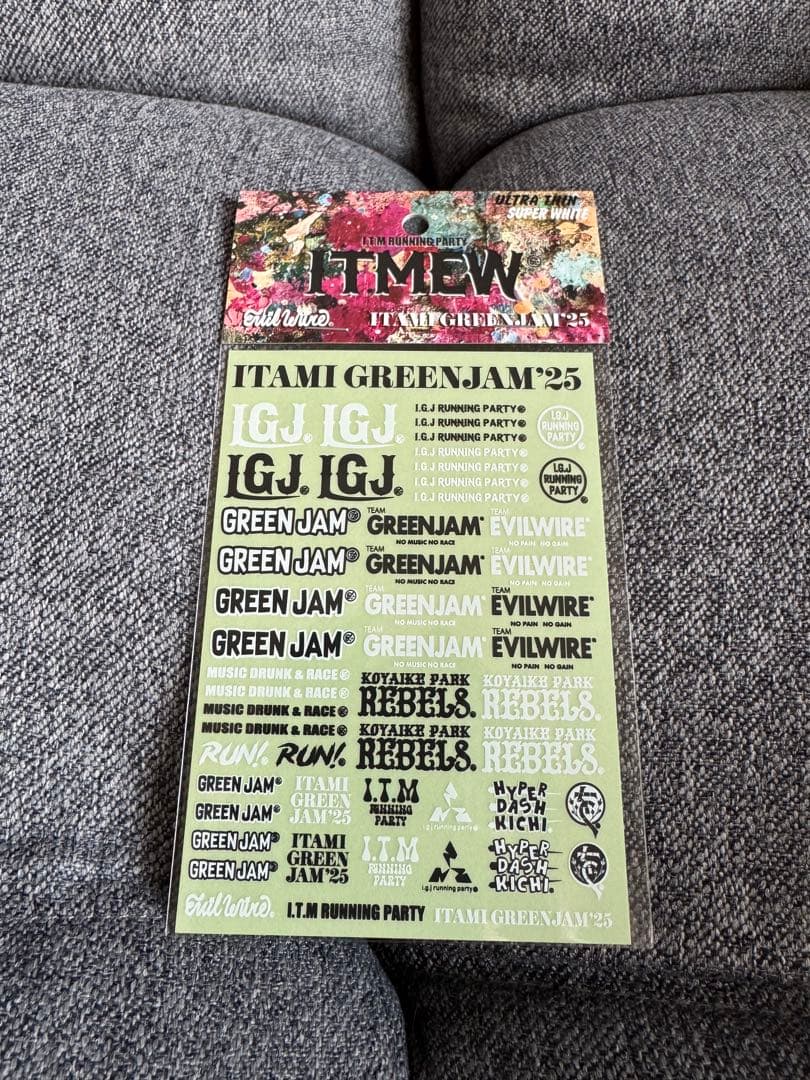 ULTRA THIN
SUPER WHITE
I.T.M RUNNING PARTY
I.T.MEW
Evil Wire. ITAMI GREENJAM'25
ITAMI GREENJAM'25
I.G.J. I.G.J.
I.G.J RUNNING PARTY
I.G.J RUNNING PARTY
I.G.J RUNNING PARTY
I.G.J RUNNING PARTY
I.G.J RUNNING PARTY
I.G.J RUNNING PARTY
I.G.J
RUNNING
PARTY
I.G.J. I.G.J.
I.G.J
RUNNING
PARTY
GREEN JAM
TEAM
GREENJAM
NO MUSIC NO RACE
TEAM
EVILWIRE
NO PAIN NO GAIN
GREEN JAM
TEAM
GREENJAM
NO MUSIC NO RACE
TEAM
EVILWIRE
NO PAIN NO GAIN
GREEN JAM
TEAM
GREENJAM
NO MUSIC NO RACE
TEAM
EVILWIRE
NO PAIN NO GAIN
GREEN JAM
TEAM
GREENJAM
NO MUSIC NO RACE
TEAM
EVILWIRE
NO PAIN NO GAIN
MUSIC DRUNK & RACE
MUSIC DRUNK & RACE
MUSIC DRUNK & RACE
MUSIC DRUNK & RACE
KOYAIKE PARK
REBELS.
KOYAIKE PARK
REBELS.
KOYAIKE PARK
REBELS.
KOYAIKE PARK
REBELS.
RUN!. RUN!.
GREEN JAM
GREEN JAM
GREEN JAM
GREEN JAM
ITAMI
GREEN
JAM'25
ITAMI
GREEN
JAM'25
I.T.M
RUNNING
PARTY
I.T.M
RUNNING
PARTY
i.g.j running party
i.g.j running party
HYPER
DASH
KICHI.
HYPER
DASH
KICHI.
Evil Wire. I.T.M RUNNING PARTY ITAMI GREENJAM'25